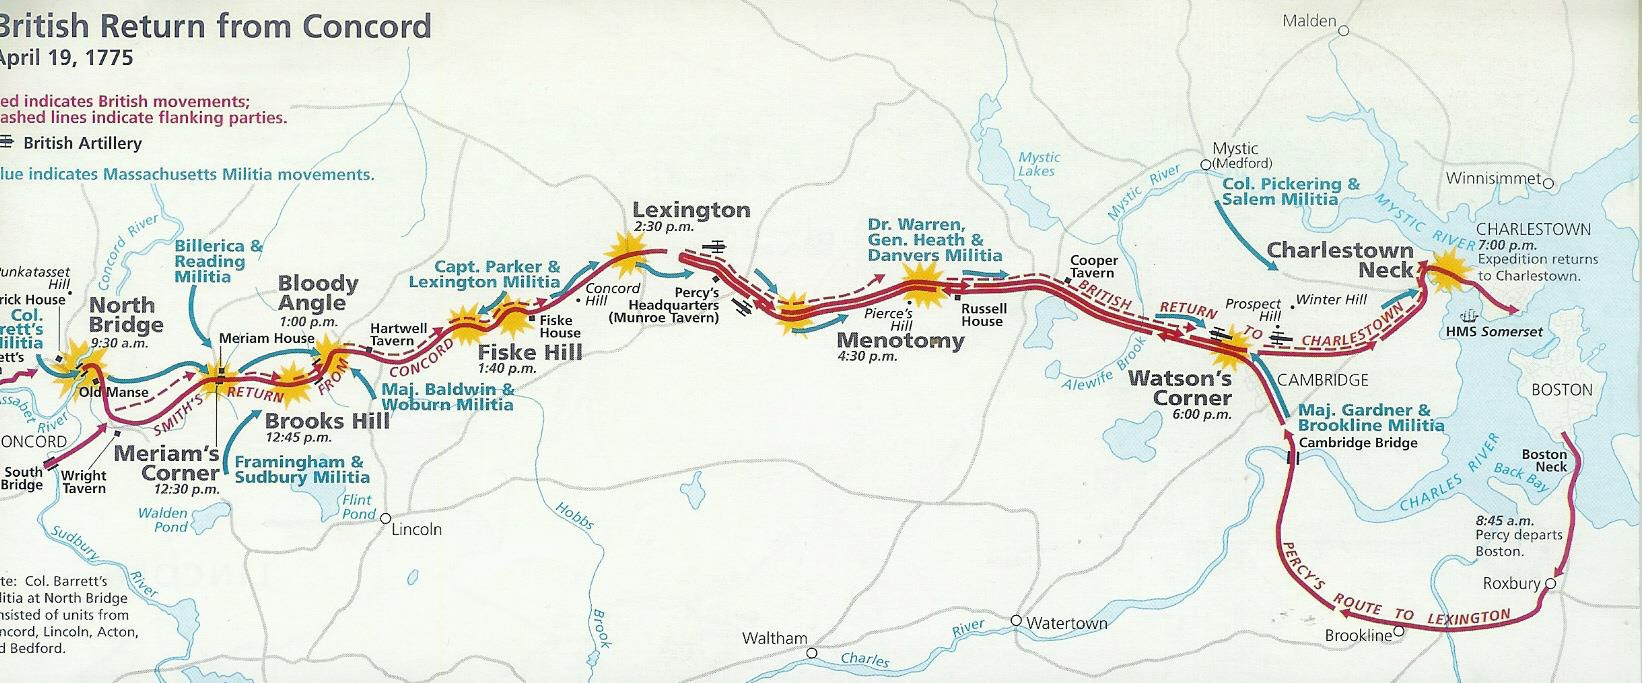 British Return from Concord
April 19, 1775
ed indicates British movements;
ashed lines indicate flanking parties.
British Artillery
lue indicates Massachusetts Militia movements.
Malden
Mystic
(Medford)
Mystic
Lakes
Mystic River
Col. Pickering &
Salem Militia
Winnisimmet
MYSTIC RIVER
CHARLESTOWN
7:00 p.m.
Expedition returns
to Charlestown.
Charlestown
Neck
HMS Somerset
Prospect
Hill
Winter Hill
Lexington
2:30 p.m.
Dr. Warren,
Gen. Heath &
Danvers Militia
Cooper
Tavern
Concord River
Billerica &
Reading
Militia
Bloody
Angle
1:00 p.m.
Capt. Parker &
Lexington Militia
Concord
Hill
Percy's
Headquarters
(Munroe Tavern)
Pierce's
Hill
Russell
House
Menotomy
4:30 p.m.
BRITISH RETURN TO CHARLESTOWN
unkatasset
Hill
rick House
Col.
rett's
ilitia
ett's
North
Bridge
9:30 a.m.
Meriam House
Hartwell
Tavern
Fiske
House
Fiske Hill
1:40 p.m.
Old Manse
SMITH'S RETURN FROM CONCORD
Assabet
River
ONCORD
South
Bridge
Wright
Tavern
Meriam's
Corner
12:30 p.m.
Brooks Hill
12:45 p.m.
Maj. Baldwin &
Woburn Militia
Framingham &
Sudbury Militia
Alewife Brook
Watson's
Corner
6:00 p.m.
CAMBRIDGE
Maj. Gardner &
Brookline Militia
Cambridge Bridge
BOSTON
Boston
Neck
CHARLES RIVER
Back Bay
8:45 a.m.
Percy departs
Boston.
Roxbury
PERCY'S ROUTE TO LEXINGTON
Brookline
Walden
Pond
Flint
Pond
Lincoln
Sudbury River
Hobbs Brook
Waltham
Charles River
Watertown
te: Col. Barrett's
litia at North Bridge
nsisted of units from
ncord, Lincoln, Acton,
d Bedford.